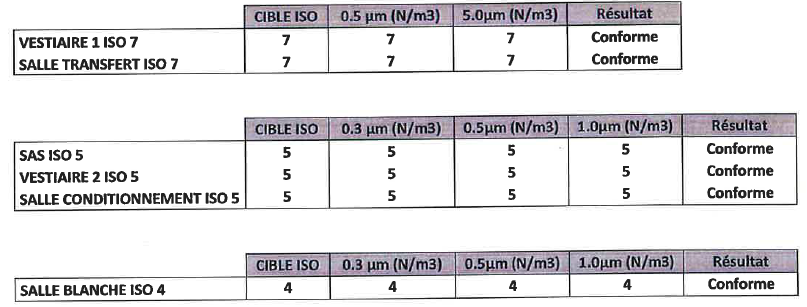 CIBLE ISO 0.5 µm (N/m3) 5.0µm (N/m3) Résultat
VESTIAIRE 1 ISO 7 7 7 7 Conforme
SALLE TRANSFERT ISO 7 7 7 7 Conforme
CIBLE ISO 0.3 µm (N/m3) 0.5µm (N/m3) 1.0µm (N/m3) Résultat
SAS ISO 5 5 5 5 5 Conforme
VESTIAIRE 2 ISO 5 5 5 5 5 Conforme
SALLE CONDITIONNEMENT ISO 5 5 5 5 5 Conforme
CIBLE ISO 0.3 µm (N/m3) 0.5µm (N/m3) 1.0µm (N/m3) Résultat
SALLE BLANCHE ISO 4 4 4 4 4 Conforme